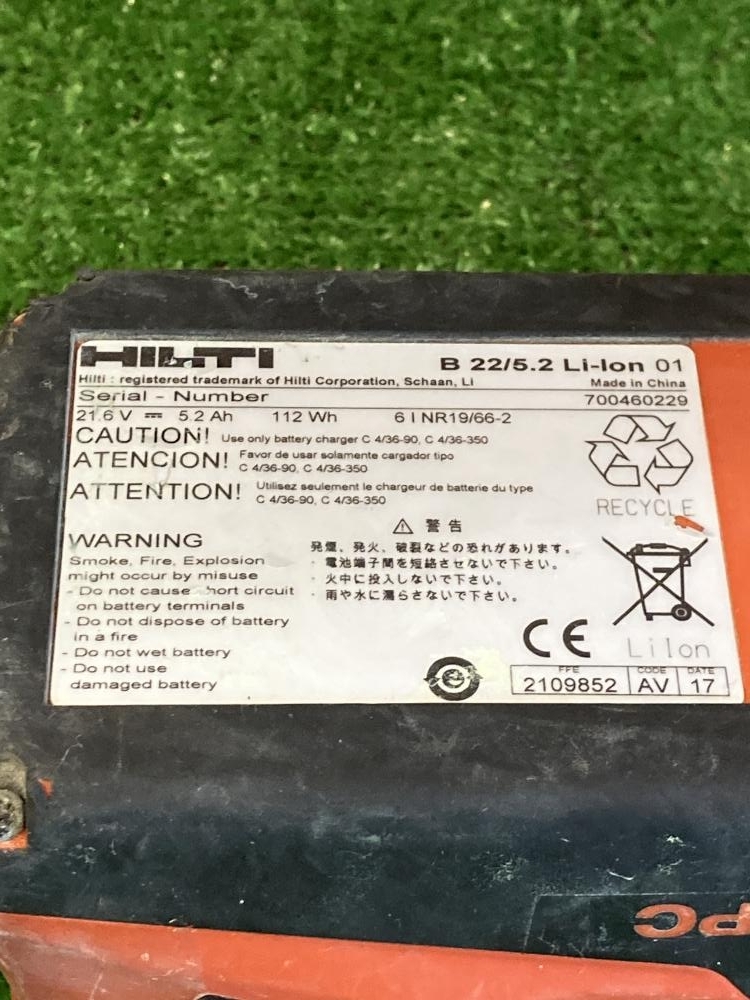 HILTI
B 22/5.2 Li-Ion 01
Hilti : registered trademark of Hilti Corporation, Schaan, Li
Made in China
Serial - Number
700460229
21.6 V ⎓ 5.2 Ah 112 Wh 6 I NR19/66-2
CAUTION! Use only battery charger C 4/36-90, C 4/36-350
ATENCION! Favor de usar solamente cargador tipo
C 4/36-90, C 4/36-350
ATTENTION! Utilisez seulement le chargeur de batterie du type
C 4/36-90, C 4/36-350
RECYCLE
WARNING
Smoke, Fire, Explosion
might occur by misuse
- Do not cause short circuit
on battery terminals
- Do not dispose of battery
in a fire
- Do not wet battery
- Do not use
damaged battery
⚠ 警告
発煙、発火、破裂などの恐れがあります。
・電池端子間を短絡させないで下さい。
・火中に投入しないで下さい。
・雨や水に濡らさないで下さい。
CE
LiIon
FFE CODE DATE
2109852 AV 17
PC